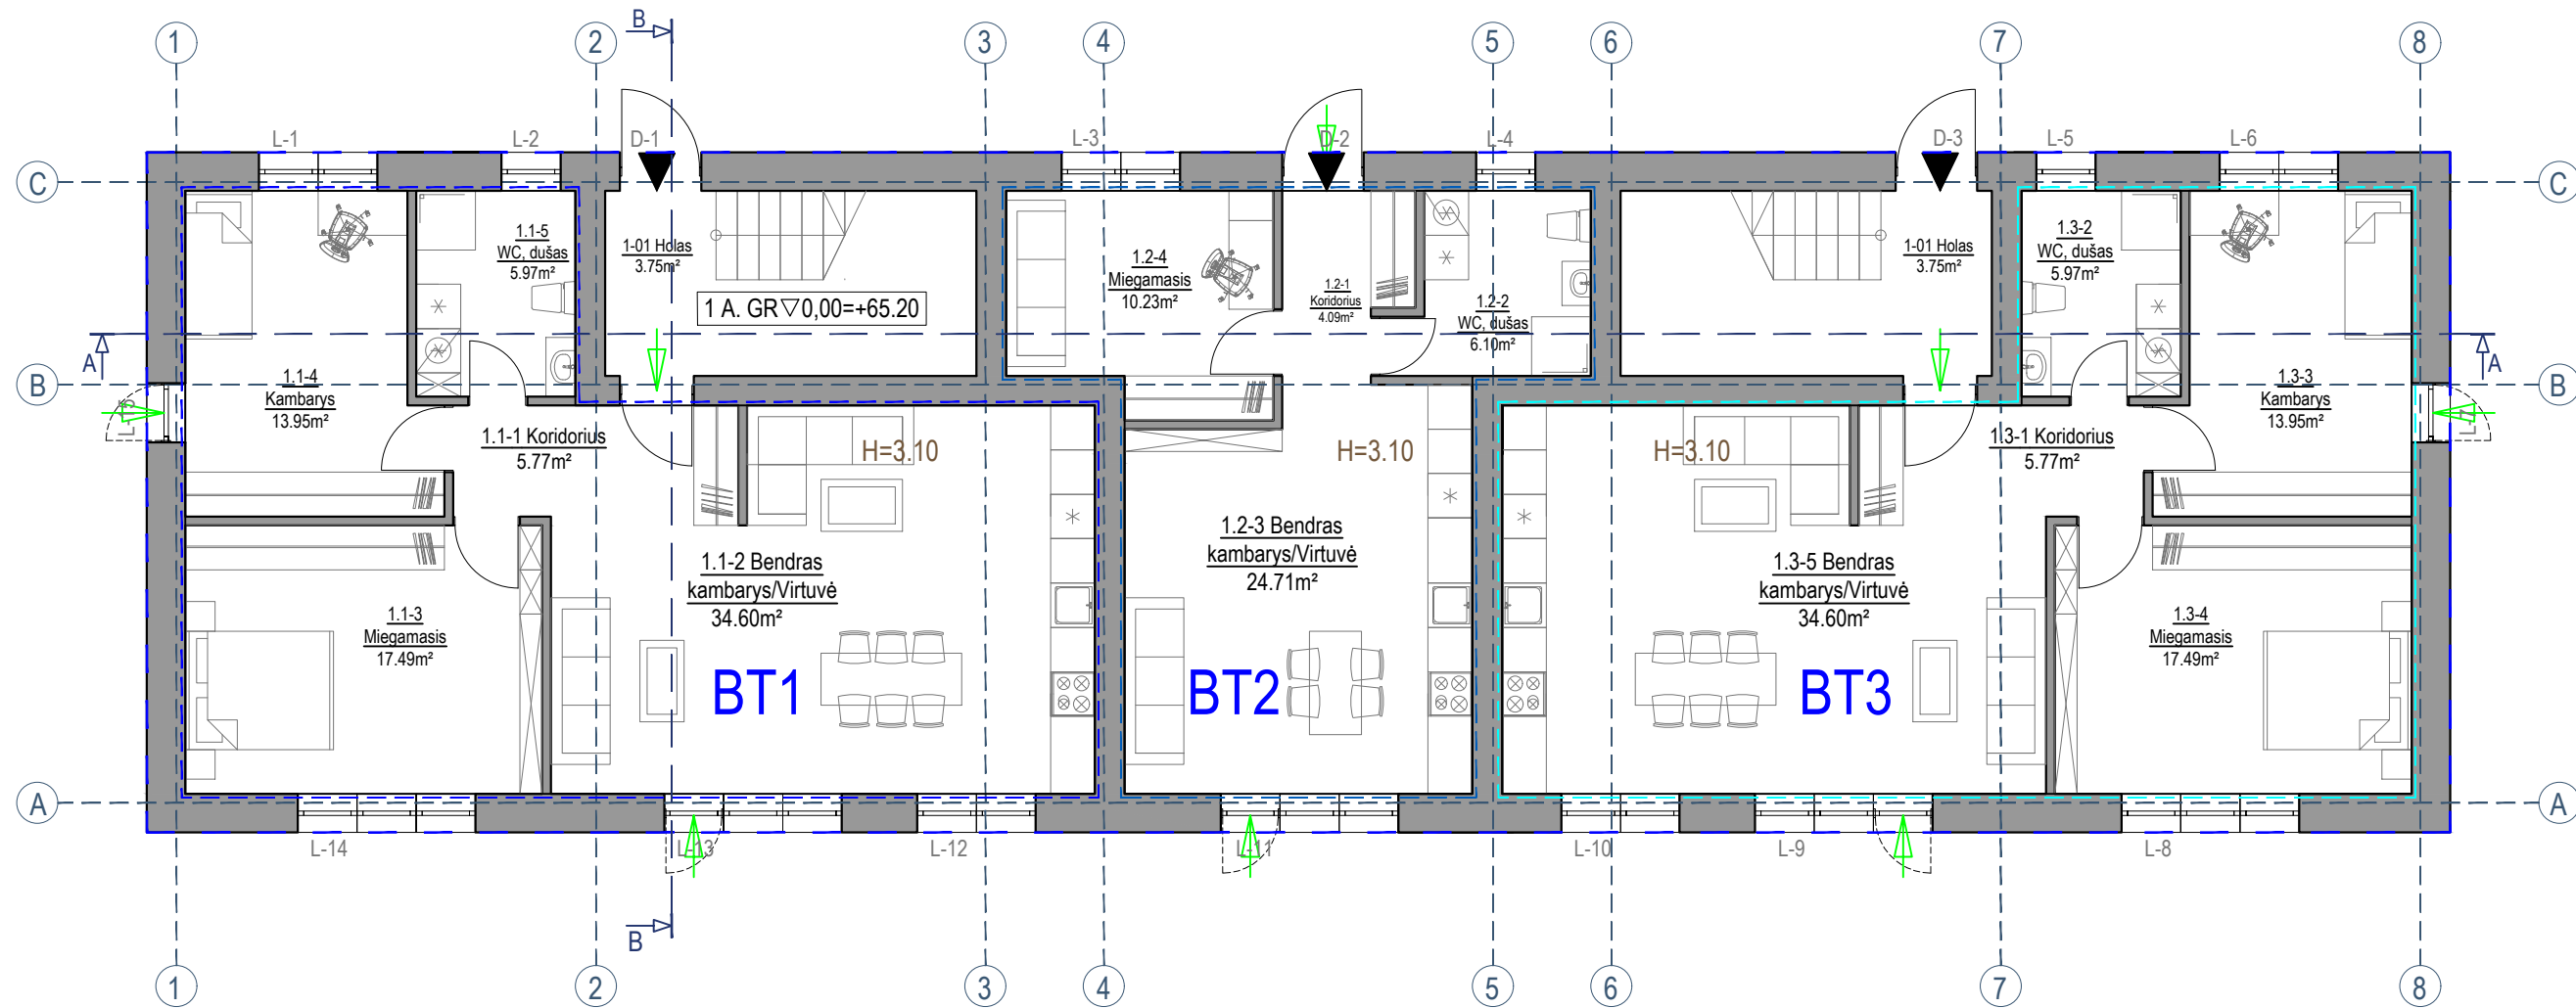 B
1
2
3
4
5
6
7
8
L-1
L-2
D-1
L-3
D-2
L-4
D-3
L-5
L-6
C
C
1.1-5
WC, dušas
5.97m²
1-01 Holas
3.75m²
1.2-4
Miegamasis
10.23m²
1.2-1
Koridorius
4.09m²
1.2-2
WC, dušas
6.10m²
1-01 Holas
3.75m²
1.3-2
WC, dušas
5.97m²
1 A. GR▽0,00=+65.20
A
A
B
B
1.1-4
Kambarys
13.95m²
1.3-3
Kambarys
13.95m²
1.1-1 Koridorius
5.77m²
H=3.10
H=3.10
H=3.10
1.3-1 Koridorius
5.77m²
1.1-2 Bendras
kambarys/Virtuvė
34.60m²
1.2-3 Bendras
kambarys/Virtuvė
24.71m²
1.3-5 Bendras
kambarys/Virtuvė
34.60m²
1.1-3
Miegamasis
17.49m²
1.3-4
Miegamasis
17.49m²
BT1
BT2
BT3
A
A
L-14
L-13
L-12
L-11
L-10
L-9
L-8
B
1
2
3
4
5
6
7
8